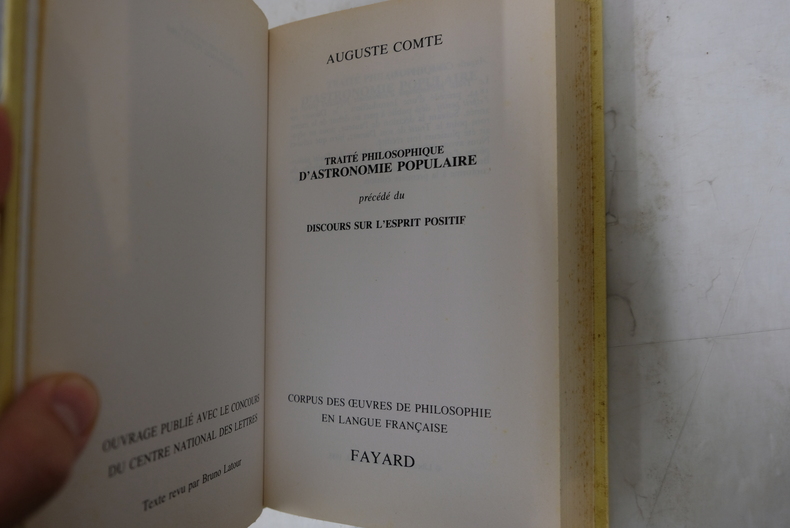 OUVRAGE PUBLIÉ AVEC LE CONCOURS
DU CENTRE NATIONAL DES LETTRES
Texte revu par Bruno Latour
AUGUSTE COMTE
TRAITÉ PHILOSOPHIQUE
D'ASTRONOMIE POPULAIRE
précédé du
DISCOURS SUR L'ESPRIT POSITIF
CORPUS DES ŒUVRES DE PHILOSOPHIE
EN LANGUE FRANÇAISE
FAYARD